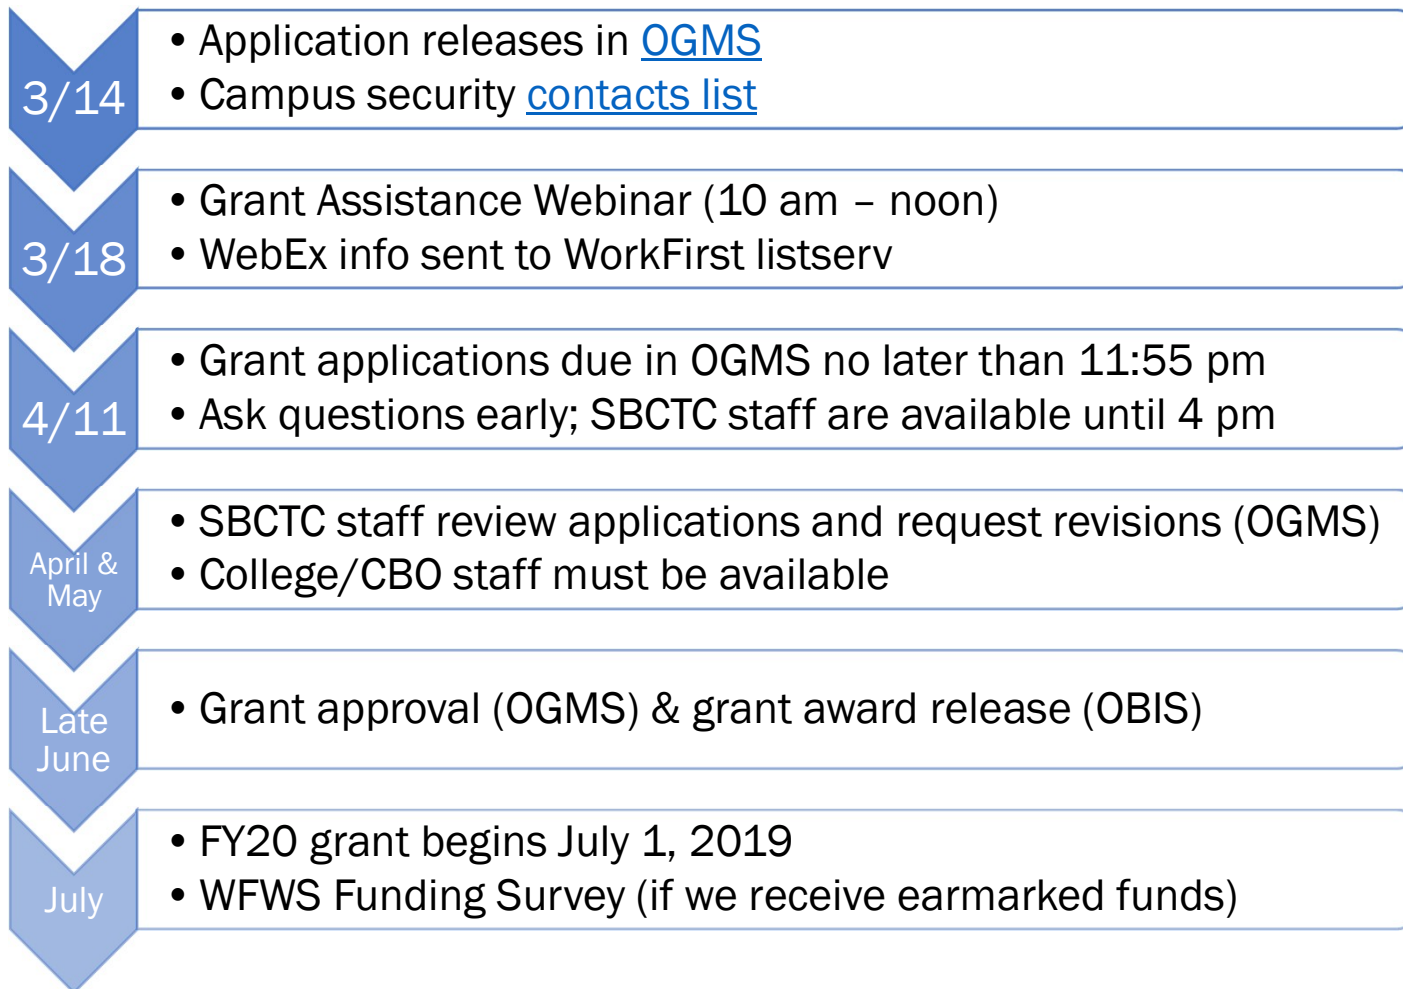 3/14
• Application releases in OGMS
• Campus security contacts list
3/18
• Grant Assistance Webinar (10 am – noon)
• WebEx info sent to WorkFirst listserv
4/11
• Grant applications due in OGMS no later than 11:55 pm
• Ask questions early; SBCTC staff are available until 4 pm
April &
May
• SBCTC staff review applications and request revisions (OGMS)
• College/CBO staff must be available
Late
June
• Grant approval (OGMS) & grant award release (OBIS)
July
• FY20 grant begins July 1, 2019
• WFWS Funding Survey (if we receive earmarked funds)